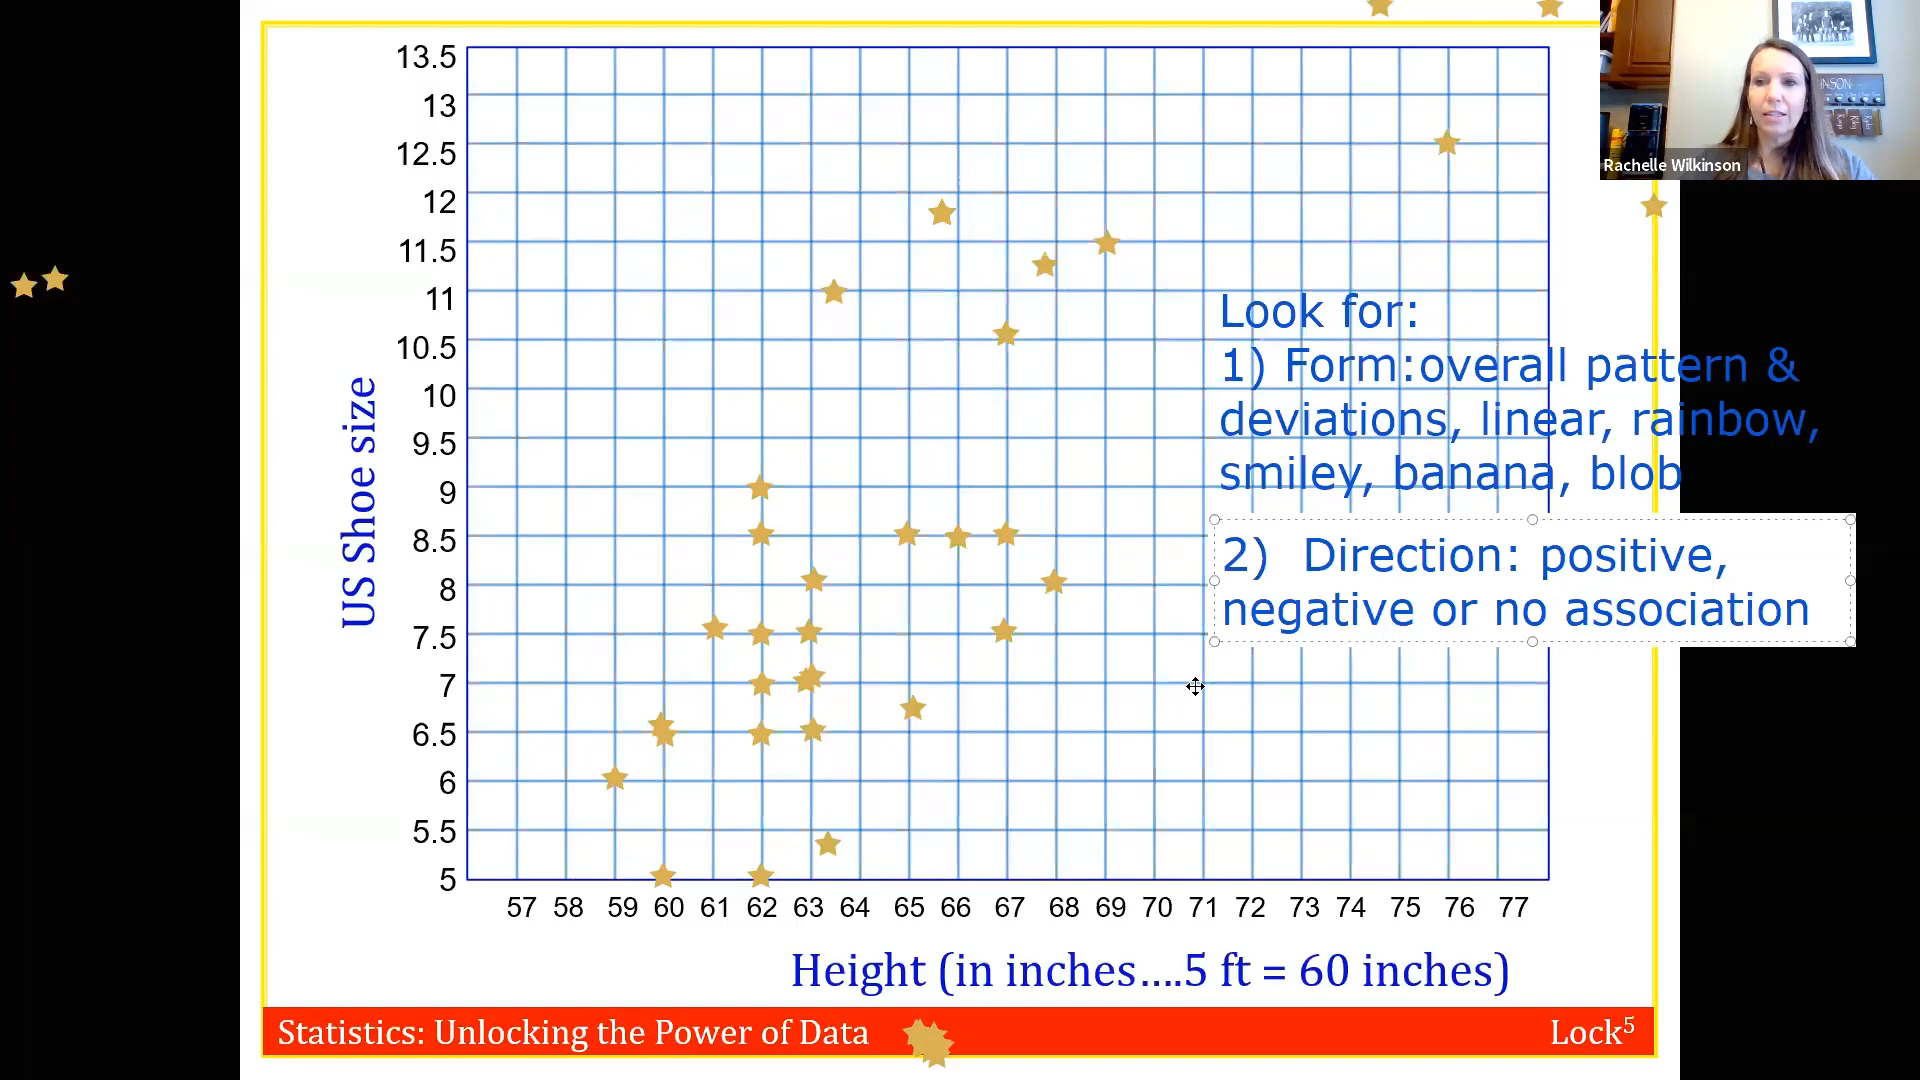 13.5
13
12.5
12
11.5
11
10.5
10
9.5
9
8.5
8
7.5
7
6.5
6
5.5
5
US Shoe size
57 58 59 60 61 62 63 64 65 66 67 68 69 70 71 72 73 74 75 76 77
Height (in inches....5 ft = 60 inches)
Look for:
1) Form:overall pattern &
deviations, linear, rainbow,
smiley, banana, blob
2) Direction: positive,
negative or no association
Statistics: Unlocking the Power of Data
Lock⁵
INSON
Rachelle Wilkinson